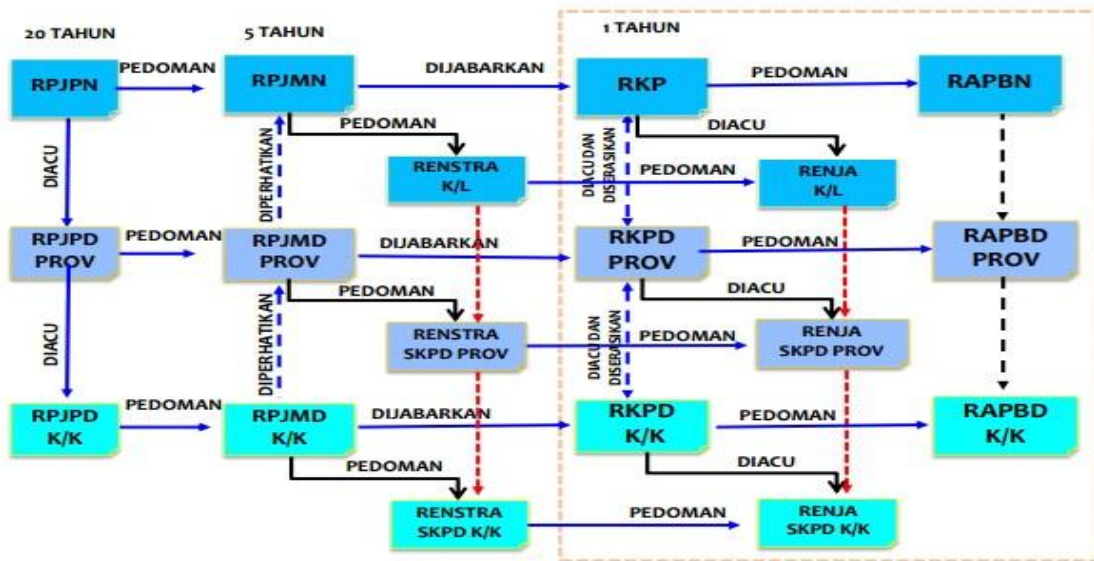 20 TAHUN
5 TAHUN
1 TAHUN
RPJPN
PEDOMAN
RPJMN
DIJABARKAN
RKP
PEDOMAN
RAPBN
DIACU
DIPERHATIKAN
PEDOMAN
RENSTRA
K/L
DIACU DAN
DISERASIKAN
PEDOMAN
DIACU
RENJA
K/L
RPJPD
PROV
PEDOMAN
RPJMD
PROV
DIJABARKAN
RKPD
PROV
PEDOMAN
RAPBD
PROV
DIACU
DIPERHATIKAN
PEDOMAN
RENSTRA
SKPD PROV
DIACU DAN
DISERASIKAN
PEDOMAN
DIACU
RENJA
SKPD PROV
RPJPD
K/K
PEDOMAN
RPJMD
K/K
DIJABARKAN
RKPD
K/K
PEDOMAN
RAPBD
K/K
PEDOMAN
RENSTRA
SKPD K/K
PEDOMAN
DIACU
RENJA
SKPD K/K